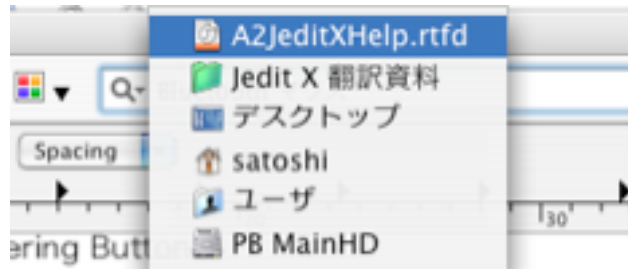 A2JeditXHelp.rtfd
Jedit X 翻訳資料
デスクトップ
Spacing
satoshi
ユーザ
30
ering Butt
PB MainHD